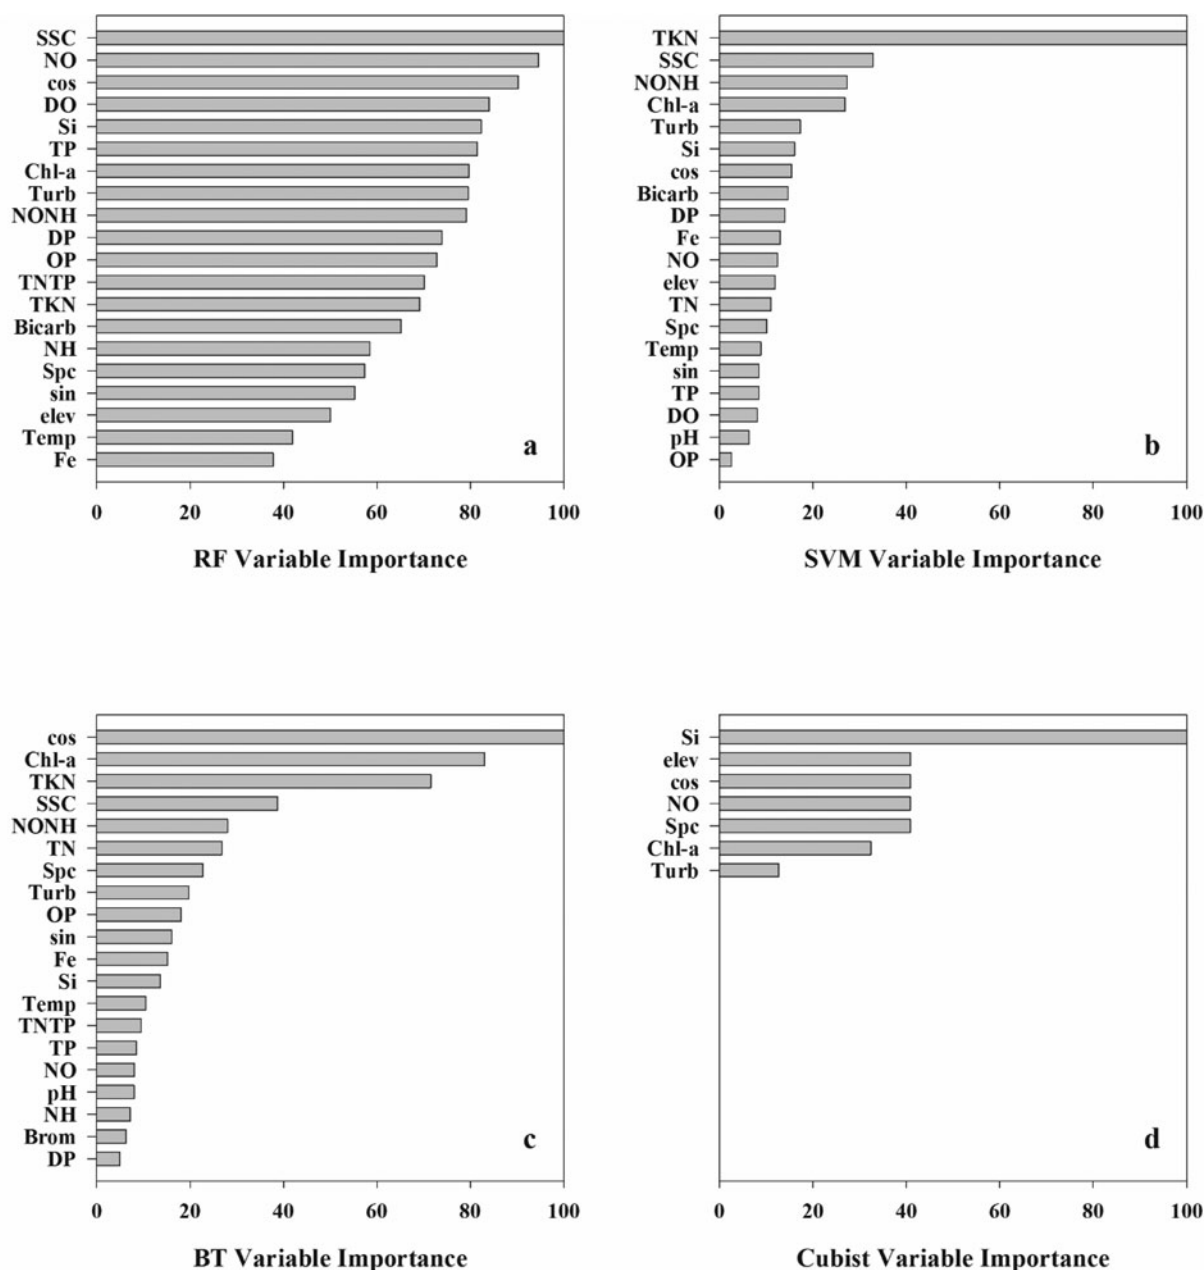 SSC
NO
cos
DO
Si
TP
Chl-a
Turb
NONH
DP
OP
TNTP
TKN
Bicarb
NH
Spc
sin
elev
Temp
Fe
a
0 20 40 60 80 100
RF Variable Importance
TKN
SSC
NONH
Chl-a
Turb
Si
cos
Bicarb
DP
Fe
NO
elev
TN
Spc
Temp
sin
TP
DO
pH
OP
b
0 20 40 60 80 100
SVM Variable Importance
cos
Chl-a
TKN
SSC
NONH
TN
Spc
Turb
OP
sin
Fe
Si
Temp
TNTP
TP
NO
pH
NH
Brom
DP
c
0 20 40 60 80 100
BT Variable Importance
Si
elev
cos
NO
Spc
Chl-a
Turb
d
0 20 40 60 80 100
Cubist Variable Importance